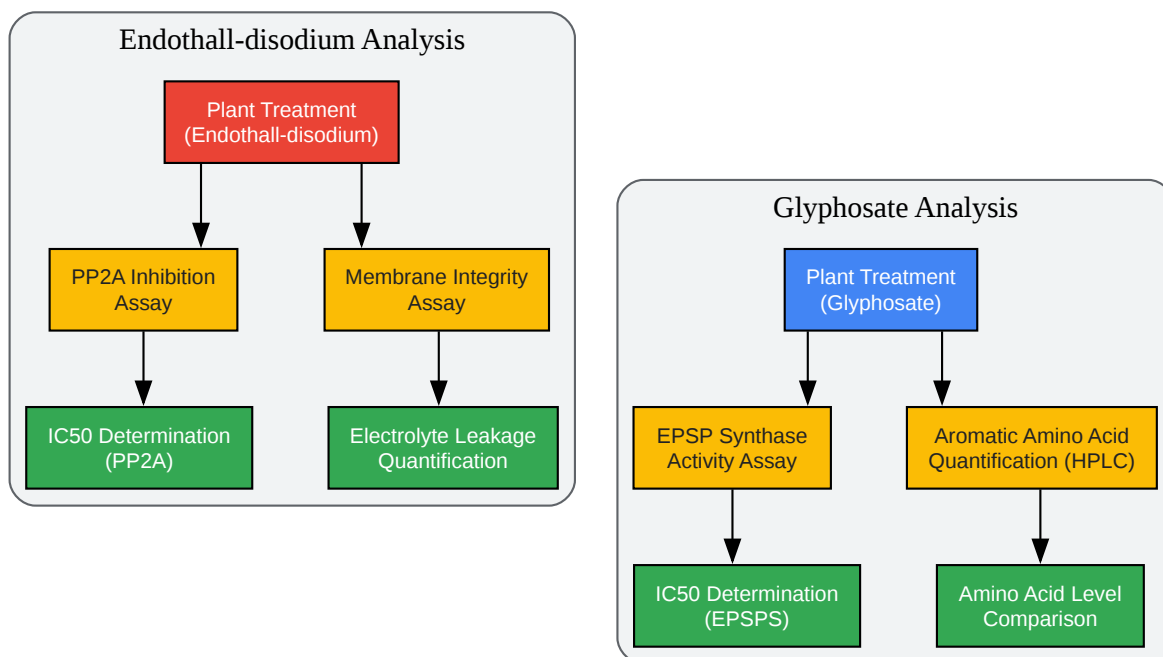 Endothall-disodium Analysis
Plant Treatment
(Endothall-disodium)
PP2A Inhibition
Assay
Membrane Integrity
Assay
IC50 Determination
(PP2A)
Electrolyte Leakage
Quantification
Glyphosate Analysis
Plant Treatment
(Glyphosate)
EPSP Synthase
Activity Assay
Aromatic Amino Acid
Quantification (HPLC)
IC50 Determination
(EPSPS)
Amino Acid Level
Comparison